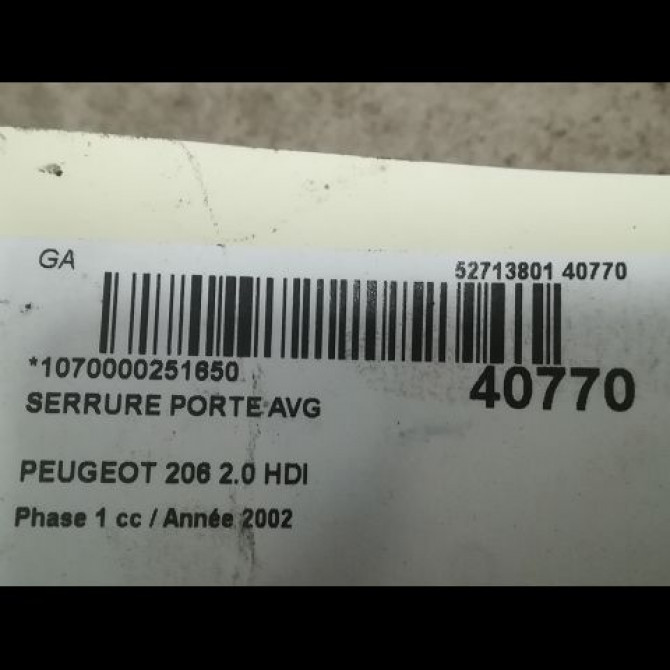 GA
52713801 40770
*1070000251650
40770
SERRURE PORTE AVG
PEUGEOT 206 2.0 HDI
Phase 1 cc / Année 2002